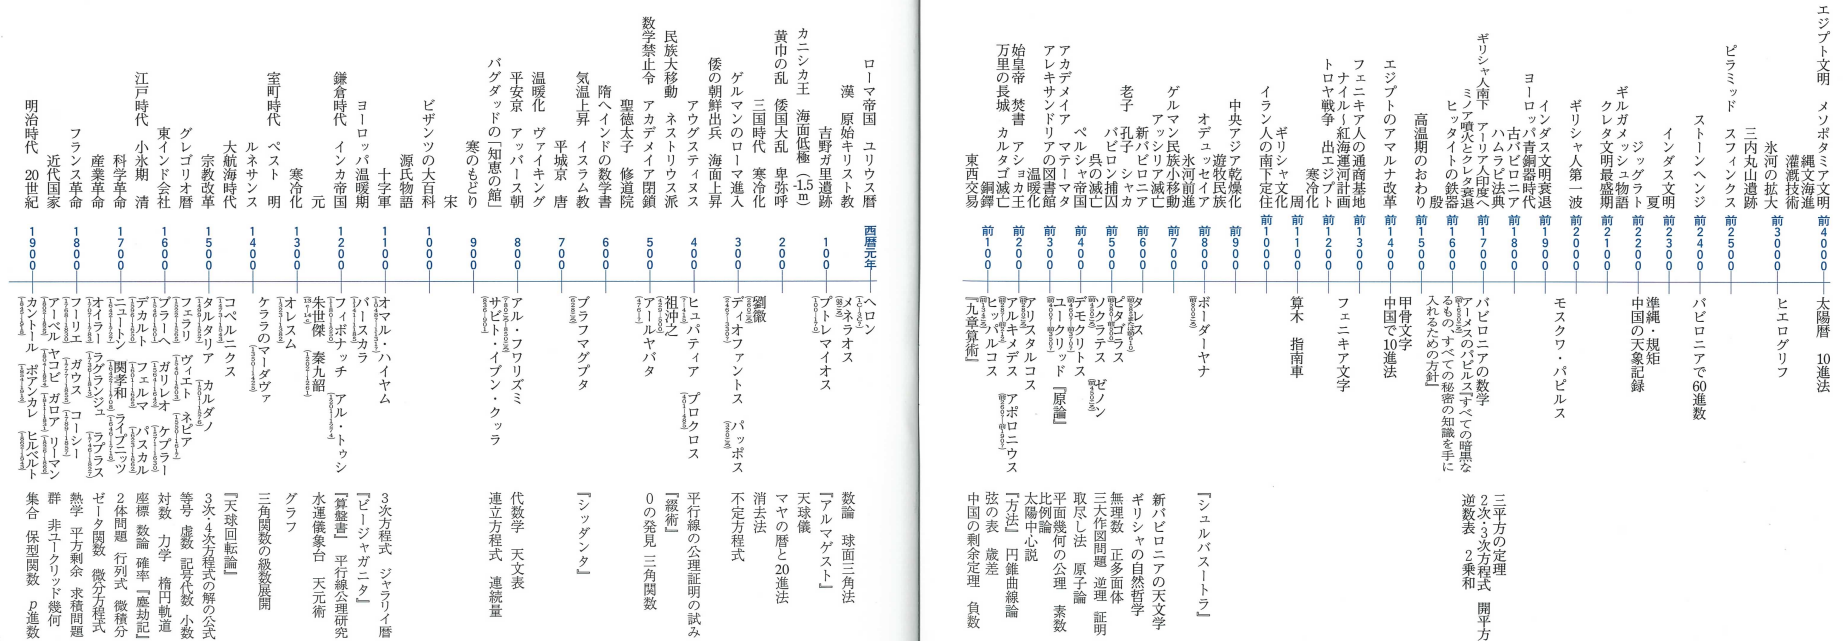 エジプト文明　メソポタミア文明
縄文海進
灌漑技術
氷河の拡大
三内丸山遺跡
ピラミッド　スフィンクス
ストーンヘンジ
インダス文明
夏
ジッグラト
ギルガメッシュ物語
クレタ文明最盛期
ギリシャ人第一波
インダス文明衰退
ヨーロッパ青銅器時代
古バビロニア
ハムラビ法典
ギリシャ人南下　アーリア人印度へ
ミノア噴火とクレタ衰退
ヒッタイトの鉄器
殷
高温期のおわり
エジプトのアマルナ改革
フェニキア人の通商基地
ナイル〜紅海運河計画
トロヤ戦争　出エジプト
寒冷化
周
ギリシャ文化
イラン人の南下定住
中央アジア乾燥化
遊牧民族
オデュッセイア
氷河前進
ゲルマン民族小移動
アッシリア滅亡
新バビロニア
老子　孔子　シャカ
バビロン捕囚
呉の滅亡
ペルシャ帝国
アカデメイア　マテーマタ
アレキサンドリアの図書館
温暖化
始皇帝　焚書　アショカ王
万里の長城　カルタゴ滅亡
銅鐸
東西交易
前4000
前3000
前2500
前2400
前2300
前2200
前2100
前2000
前1900
前1800
前1700
前1600
前1500
前1400
前1300
前1200
前1100
前1000
前900
前800
前700
前600
前500
前400
前300
前200
前100
太陽暦　10進法
ヒエログリフ
バビロニアで60進数
準縄・規矩
中国の天象記録
モスクワ・パピルス
バビロニアの数学
アーメスのパピルス『すべての暗黒な
るもの、すべての秘密の知識を手に
入れるための方針』
甲骨文字
中国で10進法
フェニキア文字
算木　指南車
ボーダーヤナ
タレス
ピタゴラス
ソクラテス　ゼノン
デモクリトス
ユークリッド『原論』
アリスタルコス
アルキメデス　アポロニウス
ヒッパルコス
『九章算術』
三平方の定理
2次・3次方程式　開平方
逆数表　2乗和
『シュルバスートラ』
新バビロニアの天文学
ギリシャの自然哲学
無理数　正多面体
三大作図問題　逆理　証明
取尽し法　原子論
平面幾何の公理　素数
比例論
太陽中心説
『方法』　円錐曲線論
弦の表　歳差
中国の剰余定理　負数
ローマ帝国　ユリウス暦
漢　原始キリスト教
吉野ガリ遺跡
カニシカ王　海面低極（-1.5m）
黄巾の乱　倭国大乱　卑弥呼
三国時代　寒冷化
ゲルマンのローマ進入
倭の朝鮮出兵　海面上昇
アウグスティヌス
民族大移動　ネストリウス派
数学禁止令　アカデメイア閉鎖
聖徳太子　修道院
隋へインドの数学書
気温上昇　イスラム教
平城京　唐
温暖化　ヴァイキング
平安京　アッバース朝
バグダッドの「知恵の館」
寒のもどり
宋
ビザンツの大百科
源氏物語
十字軍
ヨーロッパ温暖期
鎌倉時代　インカ帝国
元
寒冷化
室町時代　ペスト　明
ルネサンス
大航海時代
宗教改革
グレゴリオ暦
東インド会社
江戸時代　小氷期　清
科学革命
産業革命
フランス革命
近代国家
明治時代　20世紀
西暦元年
100
200
300
400
500
600
700
800
900
1000
1100
1200
1300
1400
1500
1600
1700
1800
1900
ヘロン
メネラオス
プトレマイオス
劉徽
ディオファントス　パッポス
ヒュパティア　プロクロス
祖沖之
アールヤバタ
ブラフマグプタ
アル・フワリズミ
サビト・イブン・クッラ
オマル・ハイヤム
バースカラ
フィボナッチ　アル・トゥシ
朱世傑　秦九韶
オレスム
ケララのマーダヴァ
コペルニクス
タルタリア　カルダノ
フェラリ　ヴィエト　ネピア
ブラーへ　ガリレオ　ケプラー
デカルト　フェルマ　パスカル
ニュートン　関孝和　ライプニッツ
オイラー　ラグランジュ　ラプラス
フーリエ　ガウス　コーシー
アーベル　ヤコビ　ガロア　リーマン
カントール　ポアンカレ　ヒルベルト
数論　球面三角法
『アルマゲスト』
天球儀
マヤの暦と20進法
消去法
不定方程式
平行線の公理証明の試み
『綴術』
0の発見　三角関数
『シッダンタ』
代数学　天文表
連立方程式　連続量
3次方程式　ジャラリイ暦
『ビージャガニタ』
『算盤書』　平行線公理研究
水運儀象台　天元術
グラフ
三角関数の級数展開
『天球回転論』
3次・4次方程式の解の公式
等号　虚数　記号代数　小数
対数　力学　楕円軌道
座標　数論　確率　『塵劫記』
2体問題　行列式　微積分
ゼータ関数　微分方程式
熱学　平方剰余　求積問題
群　非ユークリッド幾何
集合　保型関数　p進数